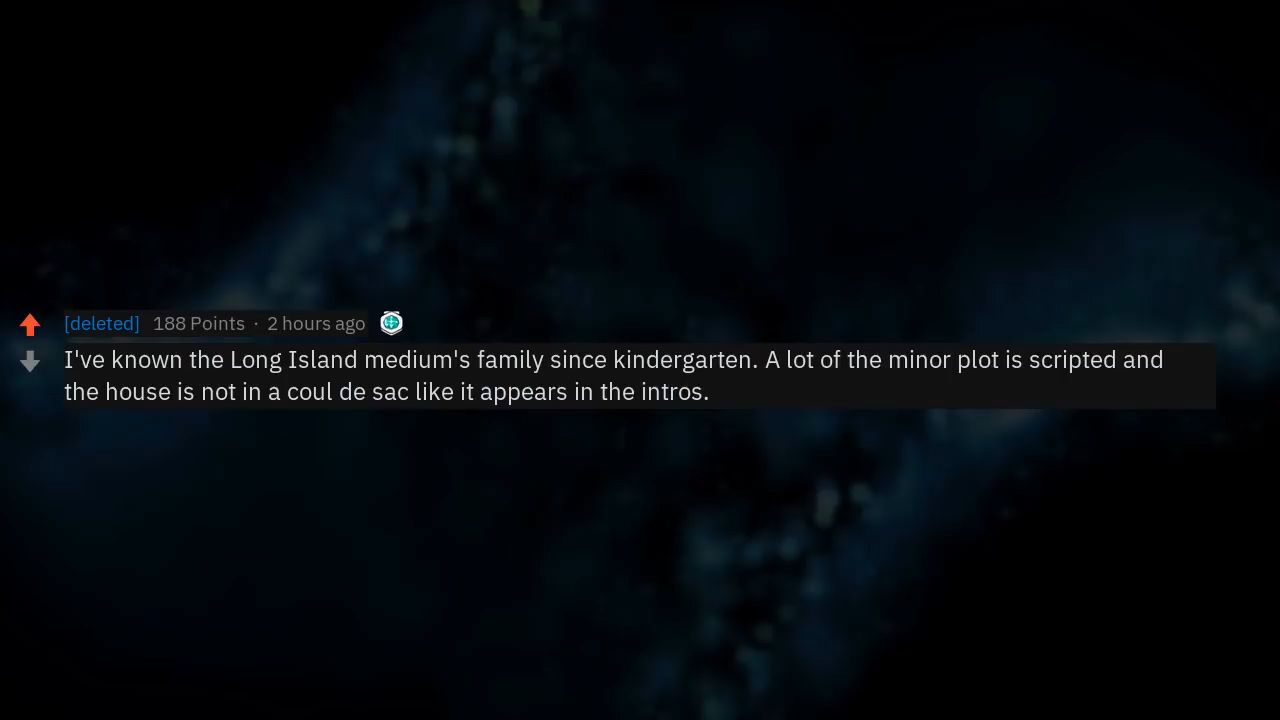 [deleted] 188 Points · 2 hours ago
I've known the Long Island medium's family since kindergarten. A lot of the minor plot is scripted and
the house is not in a coul de sac like it appears in the intros.